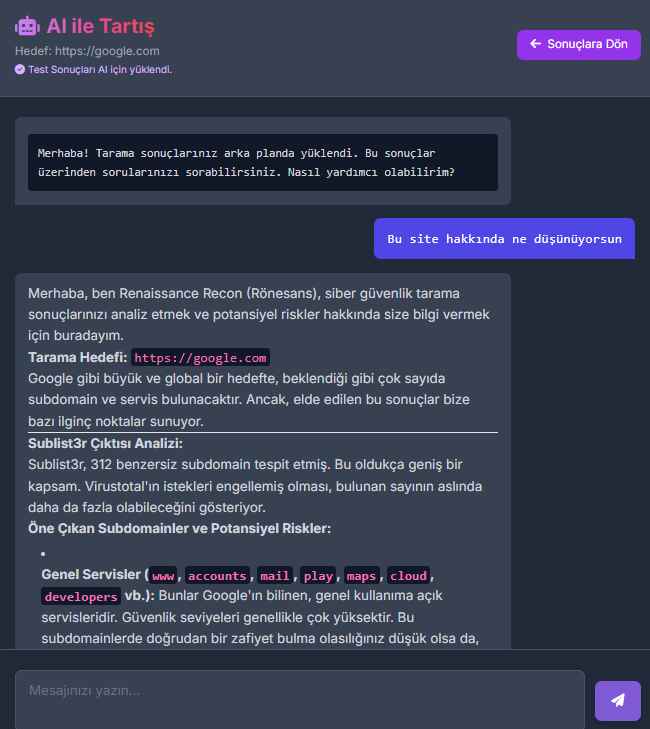 AI ile Tartış
Hedef: https://google.com
Test Sonuçları AI için yüklendi.
Sonuçlara Dön
Merhaba! Tarama sonuçlarınız arka planda yüklendi. Bu sonuçlar
üzerinden sorularınızı sorabilirsiniz. Nasıl yardımcı olabilirim?
Bu site hakkında ne düşünüyorsun
Merhaba, ben Renaissance Recon (Rönesans), siber güvenlik tarama
sonuçlarınızı analiz etmek ve potansiyel riskler hakkında size bilgi vermek
için buradayım.
Tarama Hedefi: https://google.com
Google gibi büyük ve global bir hedefte, beklendiği gibi çok sayıda
subdomain ve servis bulunacaktır. Ancak, elde edilen bu sonuçlar bize
bazı ilginç noktalar sunuyor.
Sublist3r Çıktısı Analizi:
Sublist3r, 312 benzersiz subdomain tespit etmiş. Bu oldukça geniş bir
kapsam. Virustotal'ın istekleri engellemiş olması, bulunan sayının aslında
daha da fazla olabileceğini gösteriyor.
Öne Çıkan Subdomainler ve Potansiyel Riskler:
•
Genel Servisler (www, accounts, mail, play, maps, cloud,
developers vb.): Bunlar Google'ın bilinen, genel kullanıma açık
servisleridir. Güvenlik seviyeleri genellikle çok yüksektir. Bu
subdomainlerde doğrudan bir zafiyet bulma olasılığınız düşük olsa da,
Mesajınızı yazın...